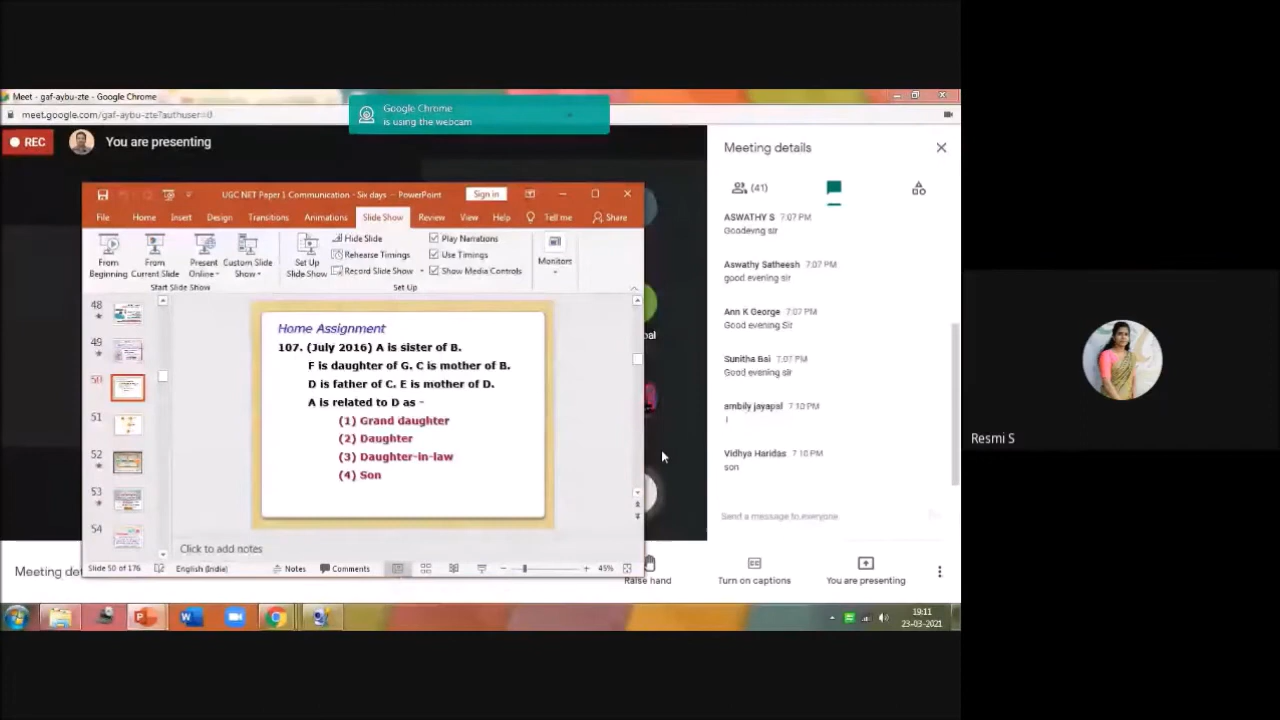 Meet - gaf-aybu-zte - Google Chrome
meet.google.com/gaf-aybu-zte?authuser=0
Google Chrome
is using the webcam
REC
You are presenting
UGC NET Paper 1 Communication - Six days -- PowerPoint
Sign in
File Home Insert Design Transitions Animations Slide Show Review View Help Tell me Share
From Beginning
From Current Slide
Present Online
Custom Slide Show
Start Slide Show
Set Up Slide Show
Hide Slide
Rehearse Timings
Record Slide Show
Play Narrations
Use Timings
Show Media Controls
Set Up
Monitors
48
49
50
51
52
53
54
Home Assignment
107. (July 2016) A is sister of B.
F is daughter of G. C is mother of B.
D is father of C. E is mother of D.
A is related to D as -
(1) Grand daughter
(2) Daughter
(3) Daughter-in-law
(4) Son
Click to add notes
Slide 50 of 176
English (India)
Notes
Comments
45%
Meeting details
(41)
ASWATHY S 7:07 PM
Goodevng sir
Aswathy Satheesh 7:07 PM
good evening sir
Ann K George 7:07 PM
Good evening Sir
Sunitha Bai 7:07 PM
Good evening sir
ambily jayapal 7:10 PM
Vidhya Haridas 7:10 PM
son
Send a message to everyone
Raise hand
Turn on captions
You are presenting
19:11
23-03-2021
Resmi S